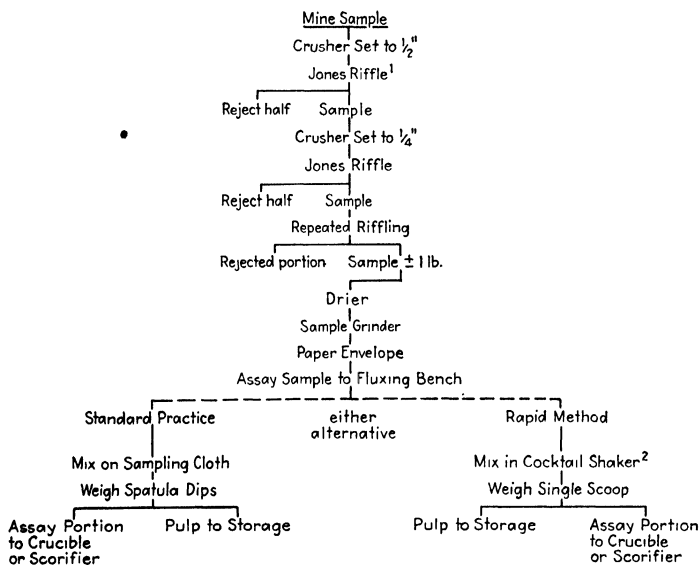 Mine Sample
Crusher Set to 1/2"
Jones Riffle¹
Reject half Sample
Crusher Set to 1/4"
Jones Riffle
Reject half Sample
Repeated Riffling
Rejected portion Sample ± 1 lb.
Drier
Sample Grinder
Paper Envelope
Assay Sample to Fluxing Bench
Standard Practice
either
alternative
Rapid Method
Mix on Sampling Cloth
Weigh Spatula Dips
Mix in Cocktail Shaker²
Weigh Single Scoop
Assay Portion
to Crucible
or Scorifier
Pulp to Storage
Pulp to Storage
Assay Portion
to Crucible
or Scorifier